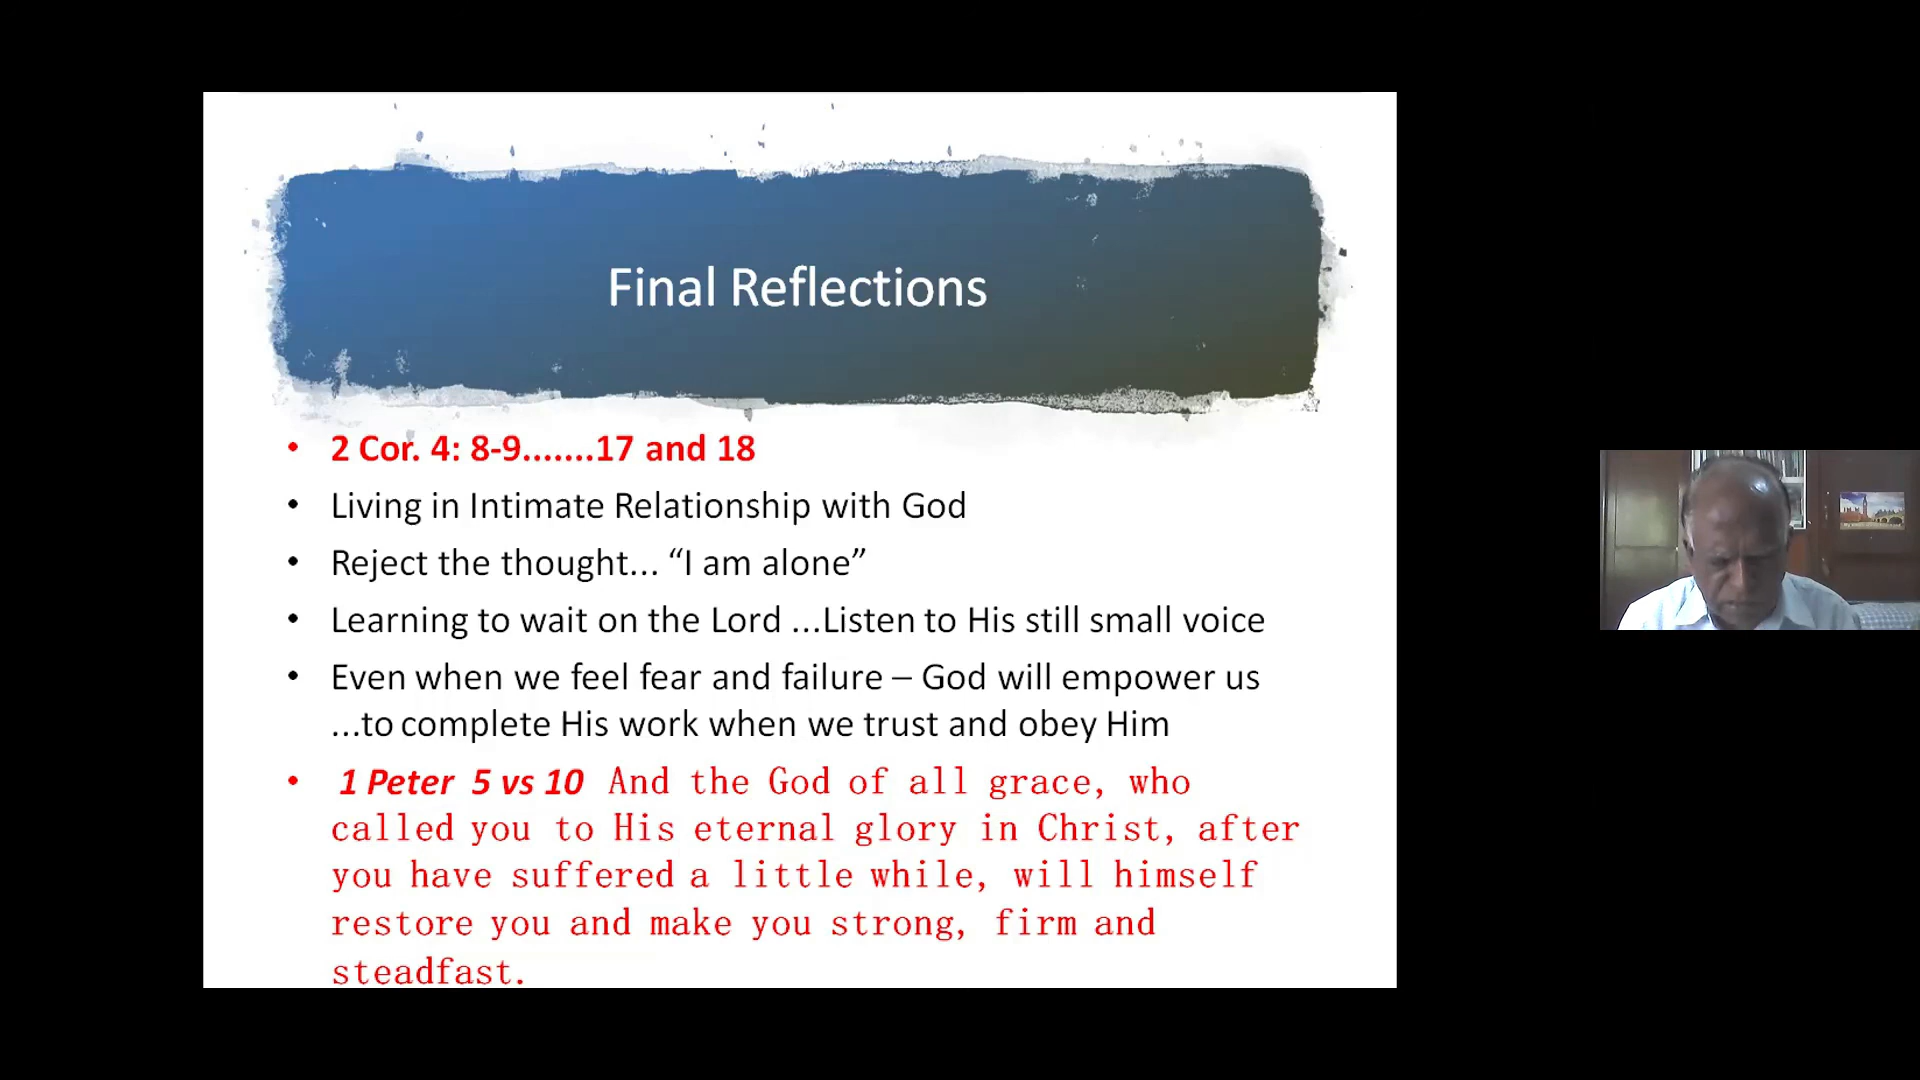 Final Reflections
• 2 Cor. 4: 8-9.......17 and 18
• Living in Intimate Relationship with God
• Reject the thought... “I am alone”
• Learning to wait on the Lord ...Listen to His still small voice
• Even when we feel fear and failure – God will empower us
...to complete His work when we trust and obey Him
• 1 Peter 5 vs 10 And the God of all grace, who
called you to His eternal glory in Christ, after
you have suffered a little while, will himself
restore you and make you strong, firm and
steadfast.